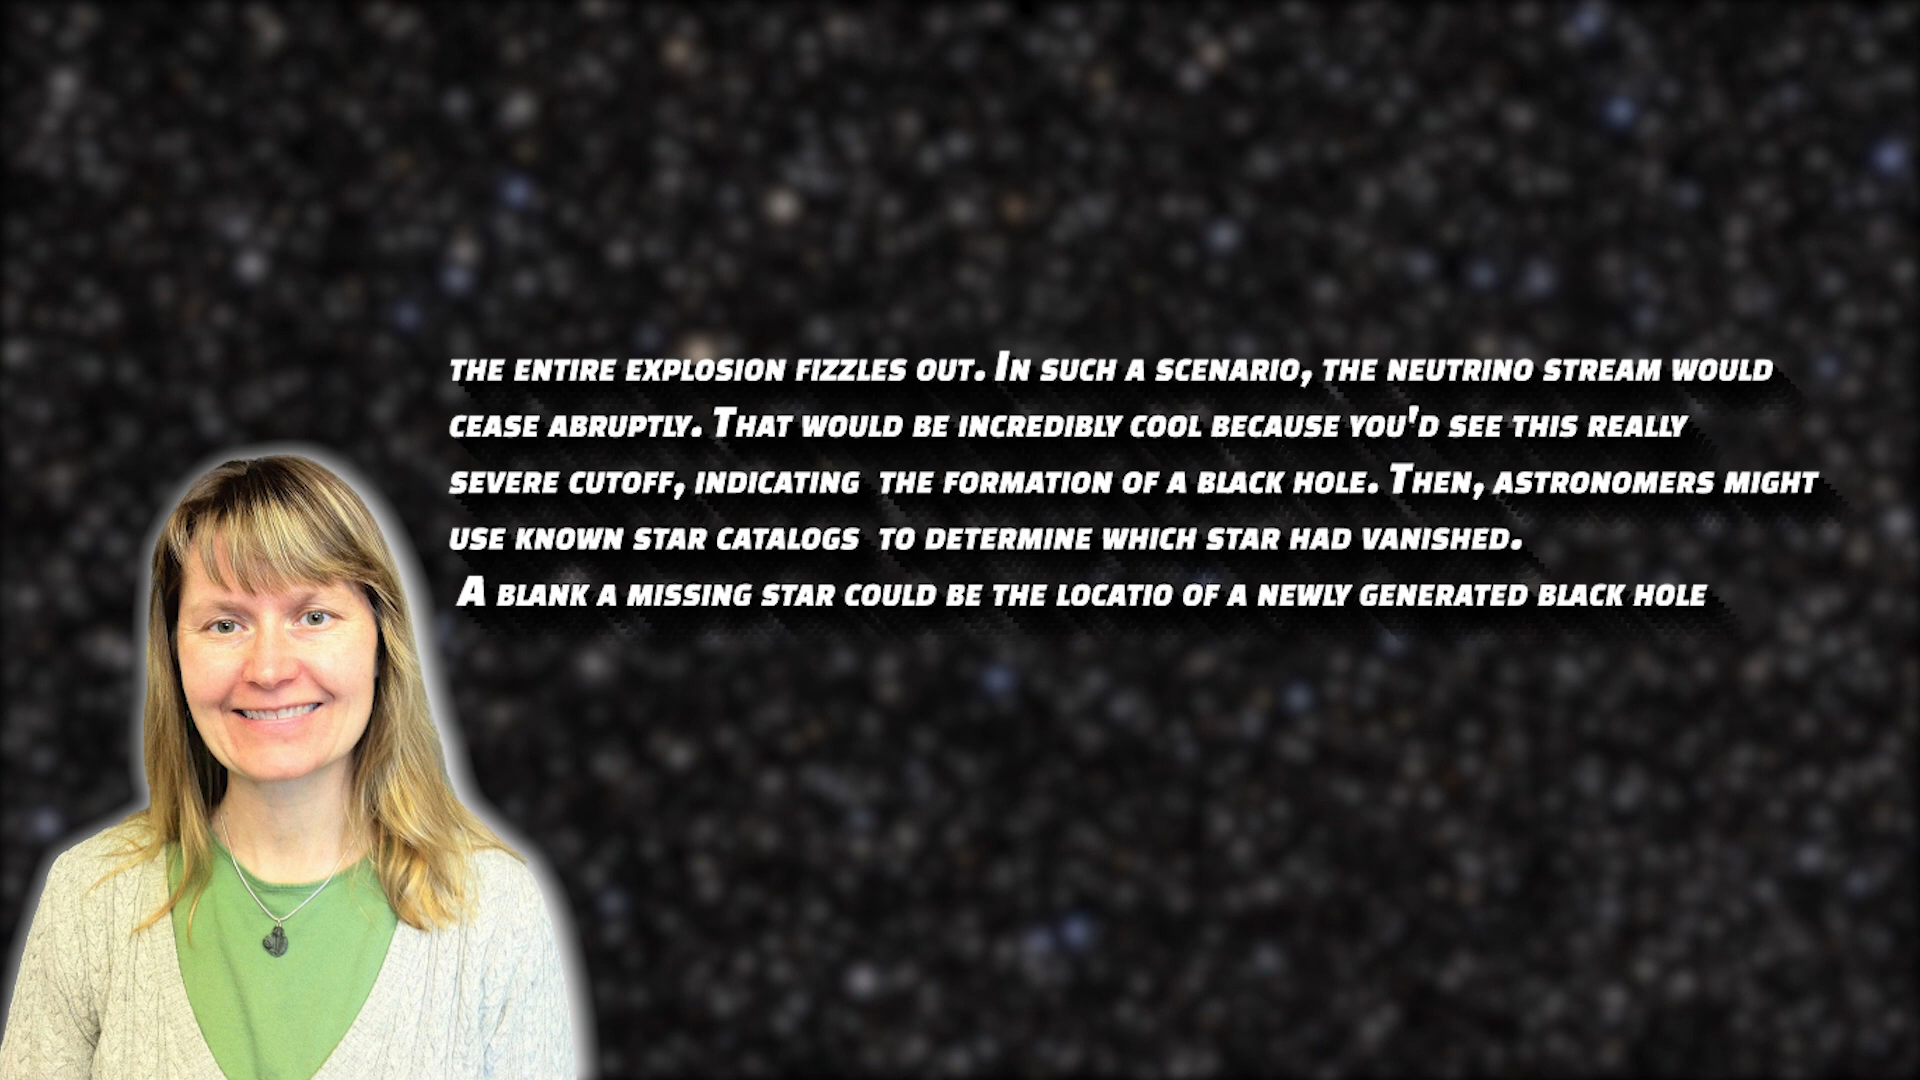 the entire explosion fizzles out. In such a scenario, the neutrino stream would
cease abruptly. That would be incredibly cool because you'd see this really
severe cutoff, indicating  the formation of a black hole. Then, astronomers might
use known star catalogs  to determine which star had vanished.
A blank a missing star could be the locatio of a newly generated black hole